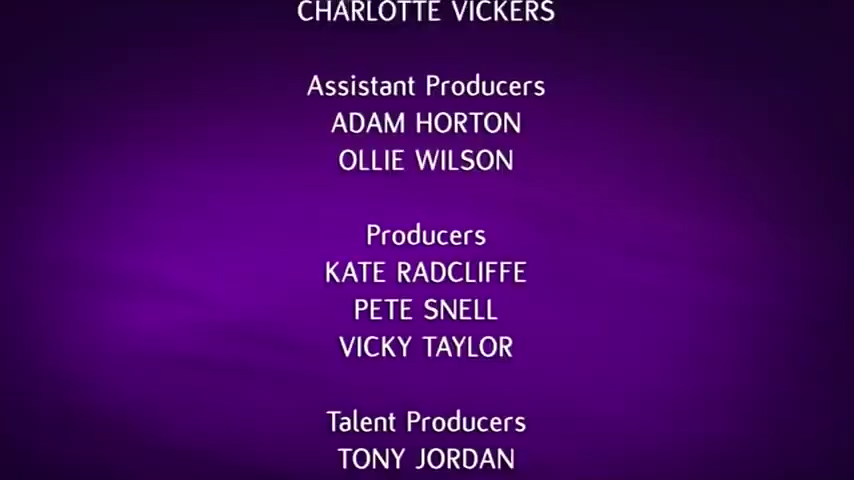 CHARLOTTE VICKERS
Assistant Producers
ADAM HORTON
OLLIE WILSON
Producers
KATE RADCLIFFE
PETE SNELL
VICKY TAYLOR
Talent Producers
TONY JORDAN